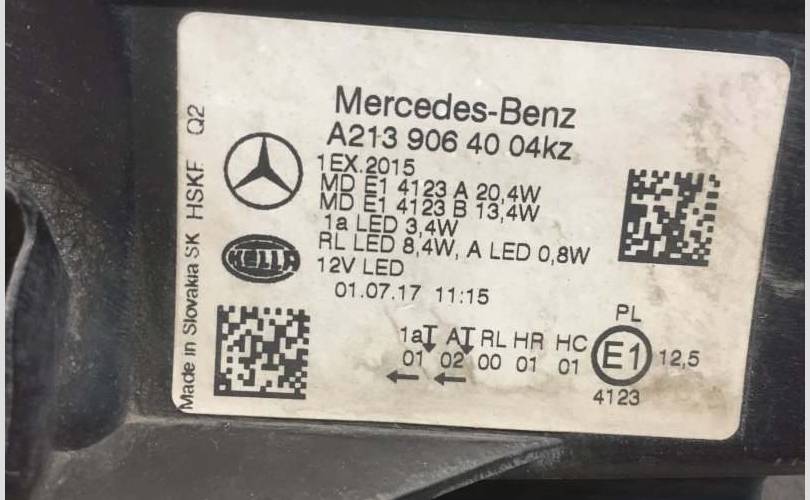 Mercedes-Benz
A213 906 40 04kz
1EX.2015
MD E1 4123 A 20,4W
MD E1 4123 B 13,4W
1a LED 3,4W
RL LED 8,4W, A LED 0,8W
12V LED
01.07.17 11:15
HELLA
Made in Slovakia SK HSKF Q2
1a AT RL HR HC
01 02 00 01 01
PL
E1 12,5
4123